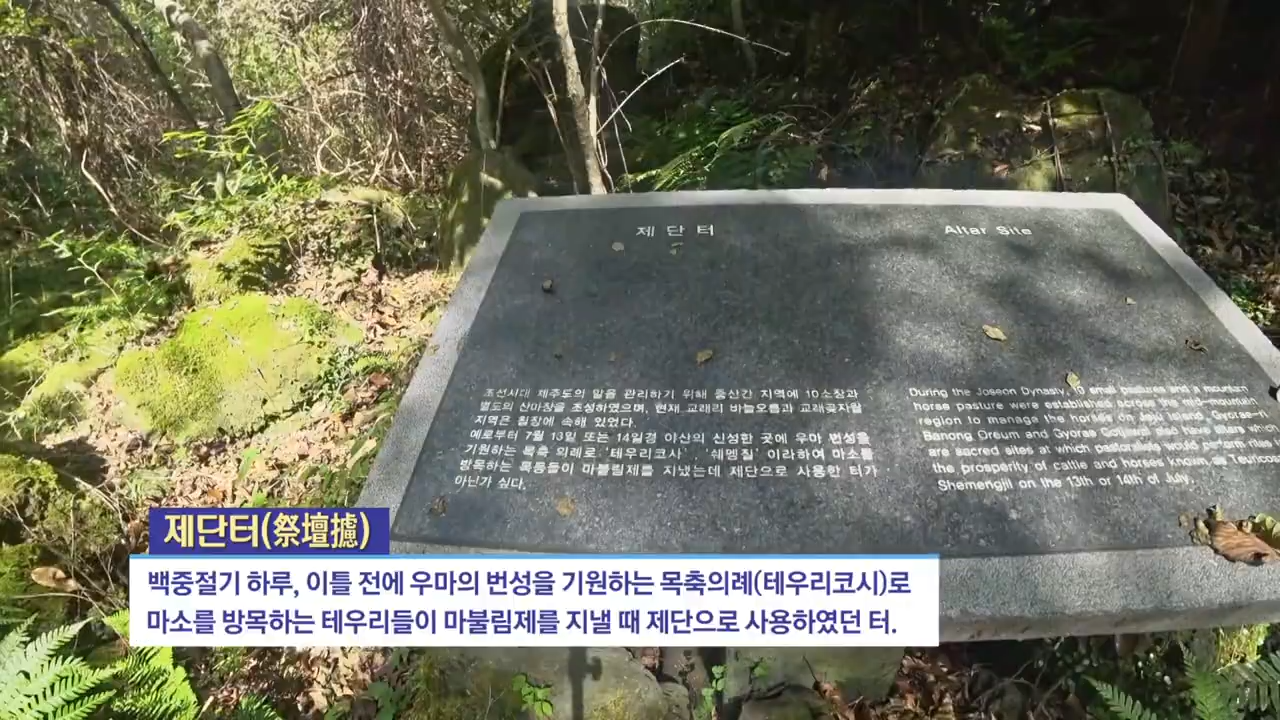 제단터
조선시대 제주도의 말을 관리하기 위해 중산간 지역에 10소장과
별도의 산마장을 조성하였으며, 현재 교래리 바늘오름과 교래곶자왈
지역은 침장에 속해 있었다.
예로부터 7월 13일 또는 14일경 이산의 신성한 곳에 우마 번성을
기원하는 목축 의례로 '테우리코사', '쉐멩질' 이라하여 마소를
방목하는 목동들이 마불림제를 지냈는데 제단으로 사용한 터가
아닌가 싶다.
Altar Site
During the Joseon Dynasty, 10 small pastures and a mountain
horse pasture were established across the mid-mountain
region to manage the horses on Jeju Island. Gyorae-ri
Banong Oreum and Gyorae Gotjawal also have altars which
are sacred sites at which pastoralists would perform rites
the prosperity of cattle and horses known as Teuricosa
Shemengjil on the 13th or 14th of July.
제단터(祭壇攄)
백중절기 하루, 이틀 전에 우마의 번성을 기원하는 목축의례(테우리코시)로
마소를 방목하는 테우리들이 마불림제를 지낼 때 제단으로 사용하였던 터.